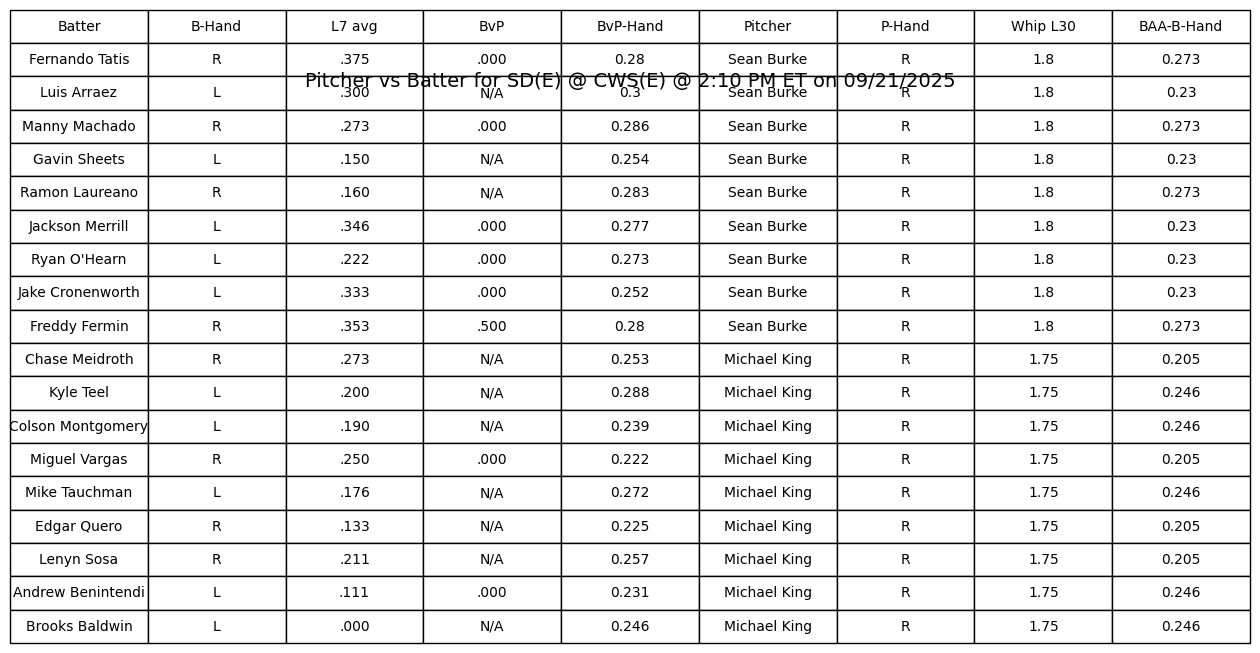 Batter B-Hand L7 avg BvP BvP-Hand Pitcher P-Hand Whip L30 BAA-B-Hand
Fernando Tatis R .375 .000 0.28 Sean Burke R 1.8 0.273
Pitcher vs Batter for SD(E) @ CWS(E) @ 2:10 PM ET on 09/21/2025
Luis Arraez L .300 N/A 0.3 Sean Burke R 1.8 0.23
Manny Machado R .273 .000 0.286 Sean Burke R 1.8 0.273
Gavin Sheets L .150 N/A 0.254 Sean Burke R 1.8 0.23
Ramon Laureano R .160 N/A 0.283 Sean Burke R 1.8 0.273
Jackson Merrill L .346 .000 0.277 Sean Burke R 1.8 0.23
Ryan O'Hearn L .222 .000 0.273 Sean Burke R 1.8 0.23
Jake Cronenworth L .333 .000 0.252 Sean Burke R 1.8 0.23
Freddy Fermin R .353 .500 0.28 Sean Burke R 1.8 0.273
Chase Meidroth R .273 N/A 0.253 Michael King R 1.75 0.205
Kyle Teel L .200 N/A 0.288 Michael King R 1.75 0.246
Colson Montgomery L .190 N/A 0.239 Michael King R 1.75 0.246
Miguel Vargas R .250 .000 0.222 Michael King R 1.75 0.205
Mike Tauchman L .176 N/A 0.272 Michael King R 1.75 0.246
Edgar Quero R .133 N/A 0.225 Michael King R 1.75 0.205
Lenyn Sosa R .211 N/A 0.257 Michael King R 1.75 0.205
Andrew Benintendi L .111 .000 0.231 Michael King R 1.75 0.246
Brooks Baldwin L .000 N/A 0.246 Michael King R 1.75 0.246